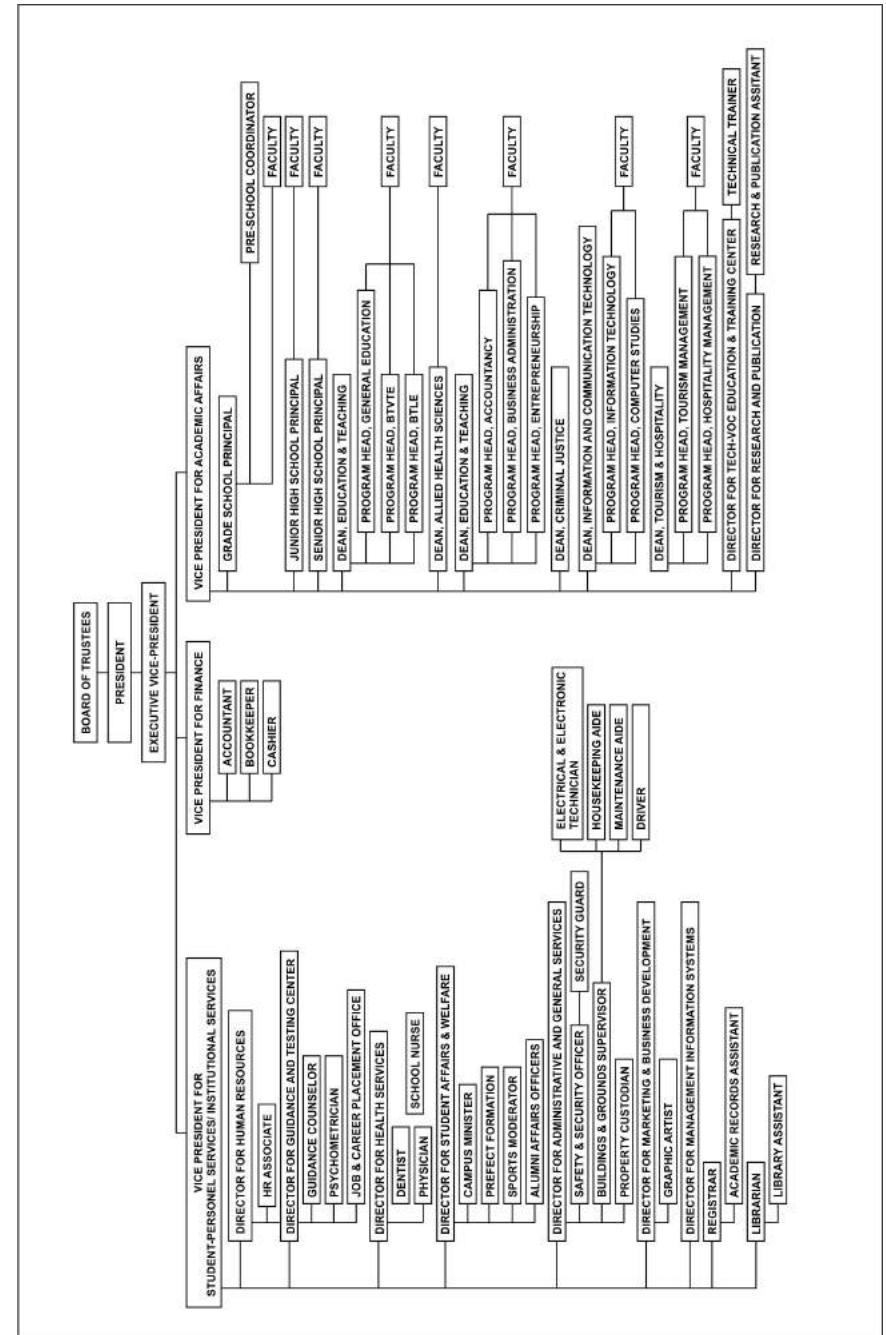 BOARD OF TRUSTEES
PRESIDENT
EXECUTIVE VICE-PRESIDENT
VICE PRESIDENT FOR
STUDENT-PERSONEL SERVICES/ INSTITUTIONAL SERVICES
DIRECTOR FOR HUMAN RESOURCES
HR ASSOCIATE
DIRECTOR FOR GUIDANCE AND TESTING CENTER
GUIDANCE COUNSELOR
PSYCHOMETRICIAN
JOB & CAREER PLACEMENT OFFICE
DIRECTOR FOR HEALTH SERVICES
DENTIST
PHYSICIAN
SCHOOL NURSE
DIRECTOR FOR STUDENT AFFAIRS & WELFARE
CAMPUS MINISTER
PREFECT FORMATION
SPORTS MODERATOR
ALUMNI AFFAIRS OFFICERS
DIRECTOR FOR ADMINISTRATIVE AND GENERAL SERVICES
SAFETY & SECURITY OFFICER
SECURITY GUARD
BUILDINGS & GROUNDS SUPERVISOR
ELECTRICAL & ELECTRONIC
TECHNICIAN
HOUSEKEEPING AIDE
MAINTENANCE AIDE
DRIVER
PROPERTY CUSTODIAN
DIRECTOR FOR MARKETING & BUSINESS DEVELOPMENT
GRAPHIC ARTIST
DIRECTOR FOR MANAGEMENT INFORMATION SYSTEMS
REGISTRAR
ACADEMIC RECORDS ASSISTANT
LIBRARIAN
LIBRARY ASSISTANT
VICE PRESIDENT FOR FINANCE
ACCOUNTANT
BOOKKEEPER
CASHIER
VICE PRESIDENT FOR ACADEMIC AFFAIRS
GRADE SCHOOL PRINCIPAL
PRE-SCHOOL COORDINATOR
FACULTY
JUNIOR HIGH SCHOOL PRINCIPAL
FACULTY
SENIOR HIGH SCHOOL PRINCIPAL
FACULTY
DEAN, EDUCATION & TEACHING
PROGRAM HEAD, GENERAL EDUCATION
PROGRAM HEAD, BTVTE
PROGRAM HEAD, BTLE
FACULTY
DEAN, ALLIED HEALTH SCIENCES
FACULTY
DEAN, EDUCATION & TEACHING
PROGRAM HEAD, ACCOUNTANCY
PROGRAM HEAD, BUSINESS ADMINISTRATION
PROGRAM HEAD, ENTREPRENEURSHIP
FACULTY
DEAN, CRIMINAL JUSTICE
DEAN, INFORMATION AND COMMUNICATION TECHNOLOGY
PROGRAM HEAD, INFORMATION TECHNOLOGY
PROGRAM HEAD, COMPUTER STUDIES
FACULTY
DEAN, TOURISM & HOSPITALITY
PROGRAM HEAD, TOURISM MANAGEMENT
PROGRAM HEAD, HOSPITALITY MANAGEMENT
FACULTY
DIRECTOR FOR TECH-VOC EDUCATION & TRAINING CENTER
TECHNICAL TRAINER
DIRECTOR FOR RESEARCH AND PUBLICATION
RESEARCH & PUBLICATION ASSITANT